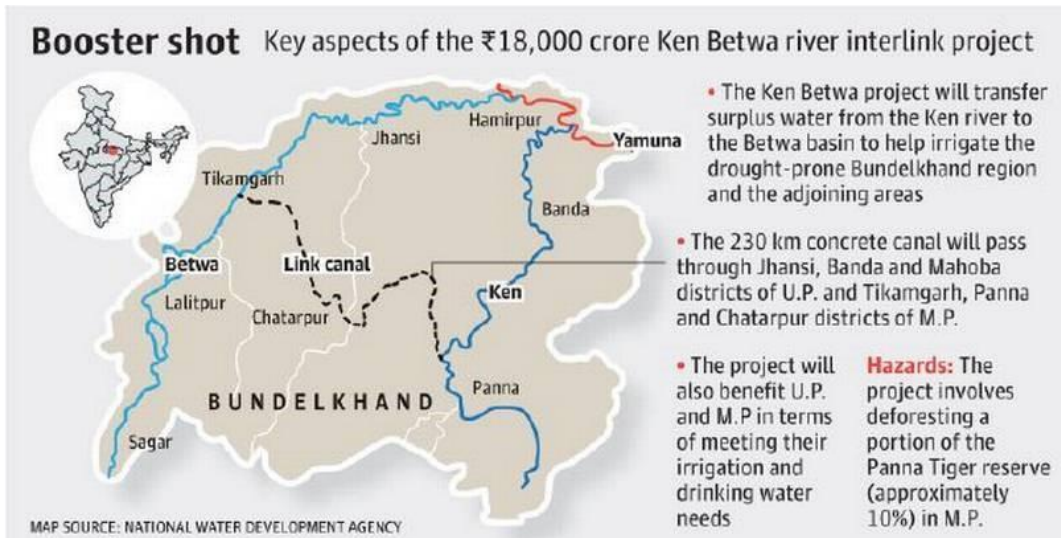 Booster shot Key aspects of the ₹18,000 crore Ken Betwa river interlink project
Hamirpur
Jhansi
Yamuna
Tikamgarh
Banda
Betwa
Link canal
Lalitpur
Ken
Chatarpur
BUNDELKHAND
Panna
Sagar
• The Ken Betwa project will transfer
surplus water from the Ken river to
the Betwa basin to help irrigate the
drought-prone Bundelkhand region
and the adjoining areas
• The 230 km concrete canal will pass
through Jhansi, Banda and Mahoba
districts of U.P. and Tikamgarh, Panna
and Chatarpur districts of M.P.
• The project will
also benefit U.P.
and M.P in terms
of meeting their
irrigation and
drinking water
needs
Hazards: The
project involves
deforesting a
portion of the
Panna Tiger reserve
(approximately
10%) in M.P.
MAP SOURCE: NATIONAL WATER DEVELOPMENT AGENCY